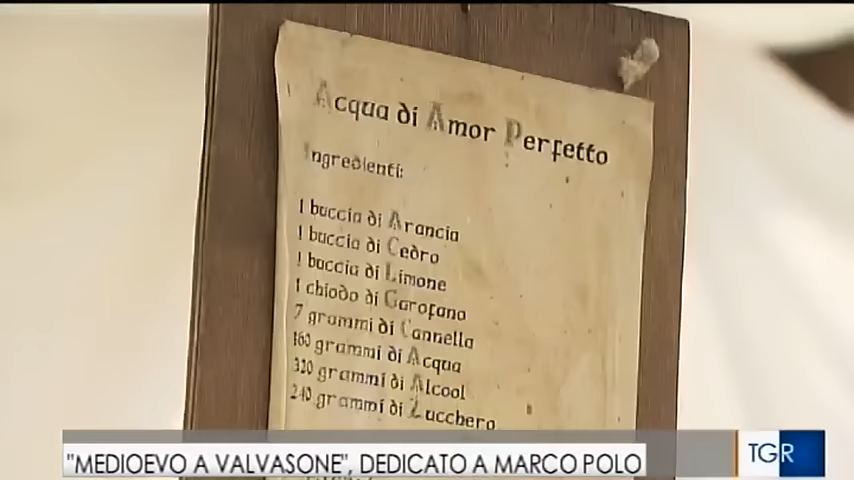 Acqua di Amor Perfetto
Ingredienti:
1 buccia di Arancia
1 buccia di Cedro
1 buccia di Limone
1 chiodo di Garofano
7 grammi di Cannella
160 grammi di Acqua
320 grammi di Alcool
240 grammi di Zucchero
"MEDIOEVO A VALVASONE", DEDICATO A MARCO POLO
TGR